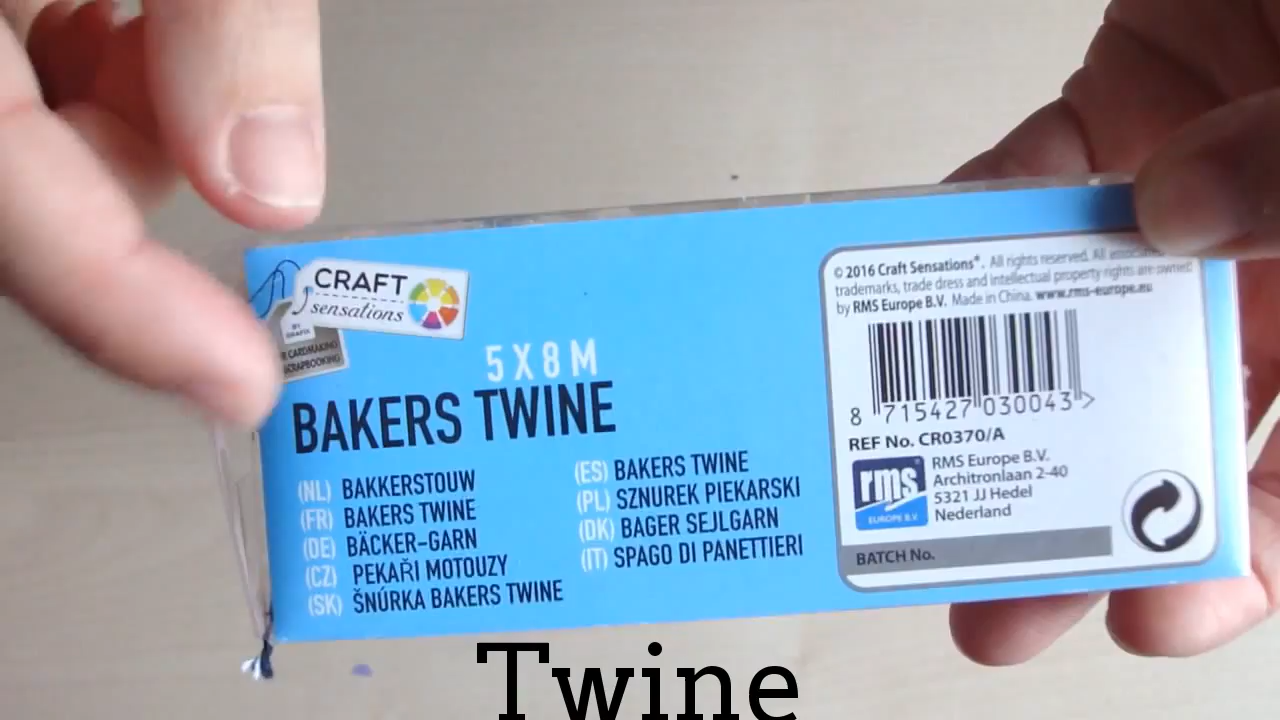 CRAFT
sensations
BY
GRAFIX
CARDMAKING
SCRAPBOOKING
5 X 8 M
BAKERS TWINE
(NL) BAKKERSTOUW
(FR) BAKERS TWINE
(DE) BÄCKER-GARN
(CZ) PEKAŘI MOTOUZY
(SK) ŠNÚRKA BAKERS TWINE
(ES) BAKERS TWINE
(PL) SZNUREK PIEKARSKI
(DK) BAGER SEJLGARN
(IT) SPAGO DI PANETTIERI
© 2016 Craft Sensations®. All rights reserved. All associated
trademarks, trade dress and intellectual property rights are owned
by RMS Europe B.V. Made in China. www.rms-europe.eu
8 715427 030043 >
REF No. CR0370/A
rms
EUROPE B.V.
RMS Europe B.V.
Architronlaan 2-40
5321 JJ Hedel
Nederland
BATCH No.
Twine